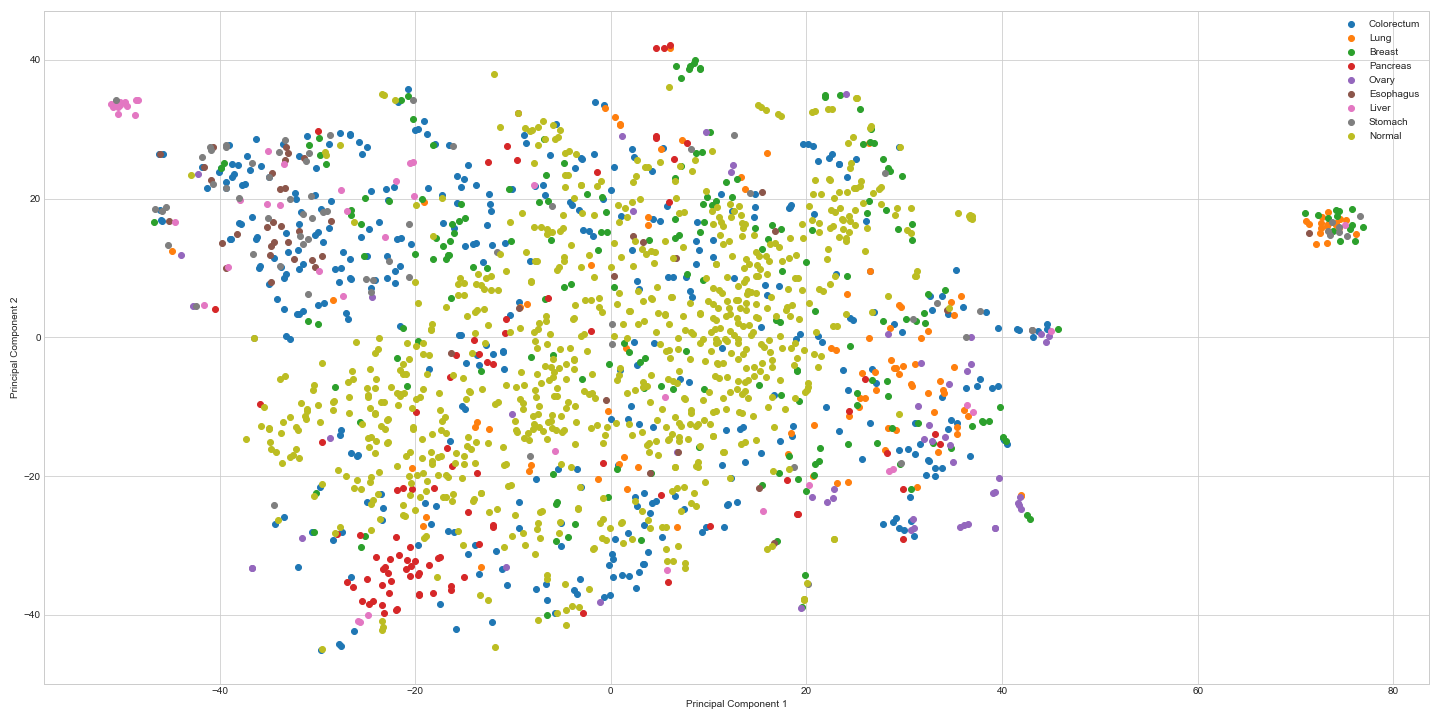 Colorectum
Lung
Breast
Pancreas
Ovary
Esophagus
Liver
Stomach
Normal
40
20
0
−20
−40
Principal Component 2
−40
−20
0
20
40
60
80
Principal Component 1